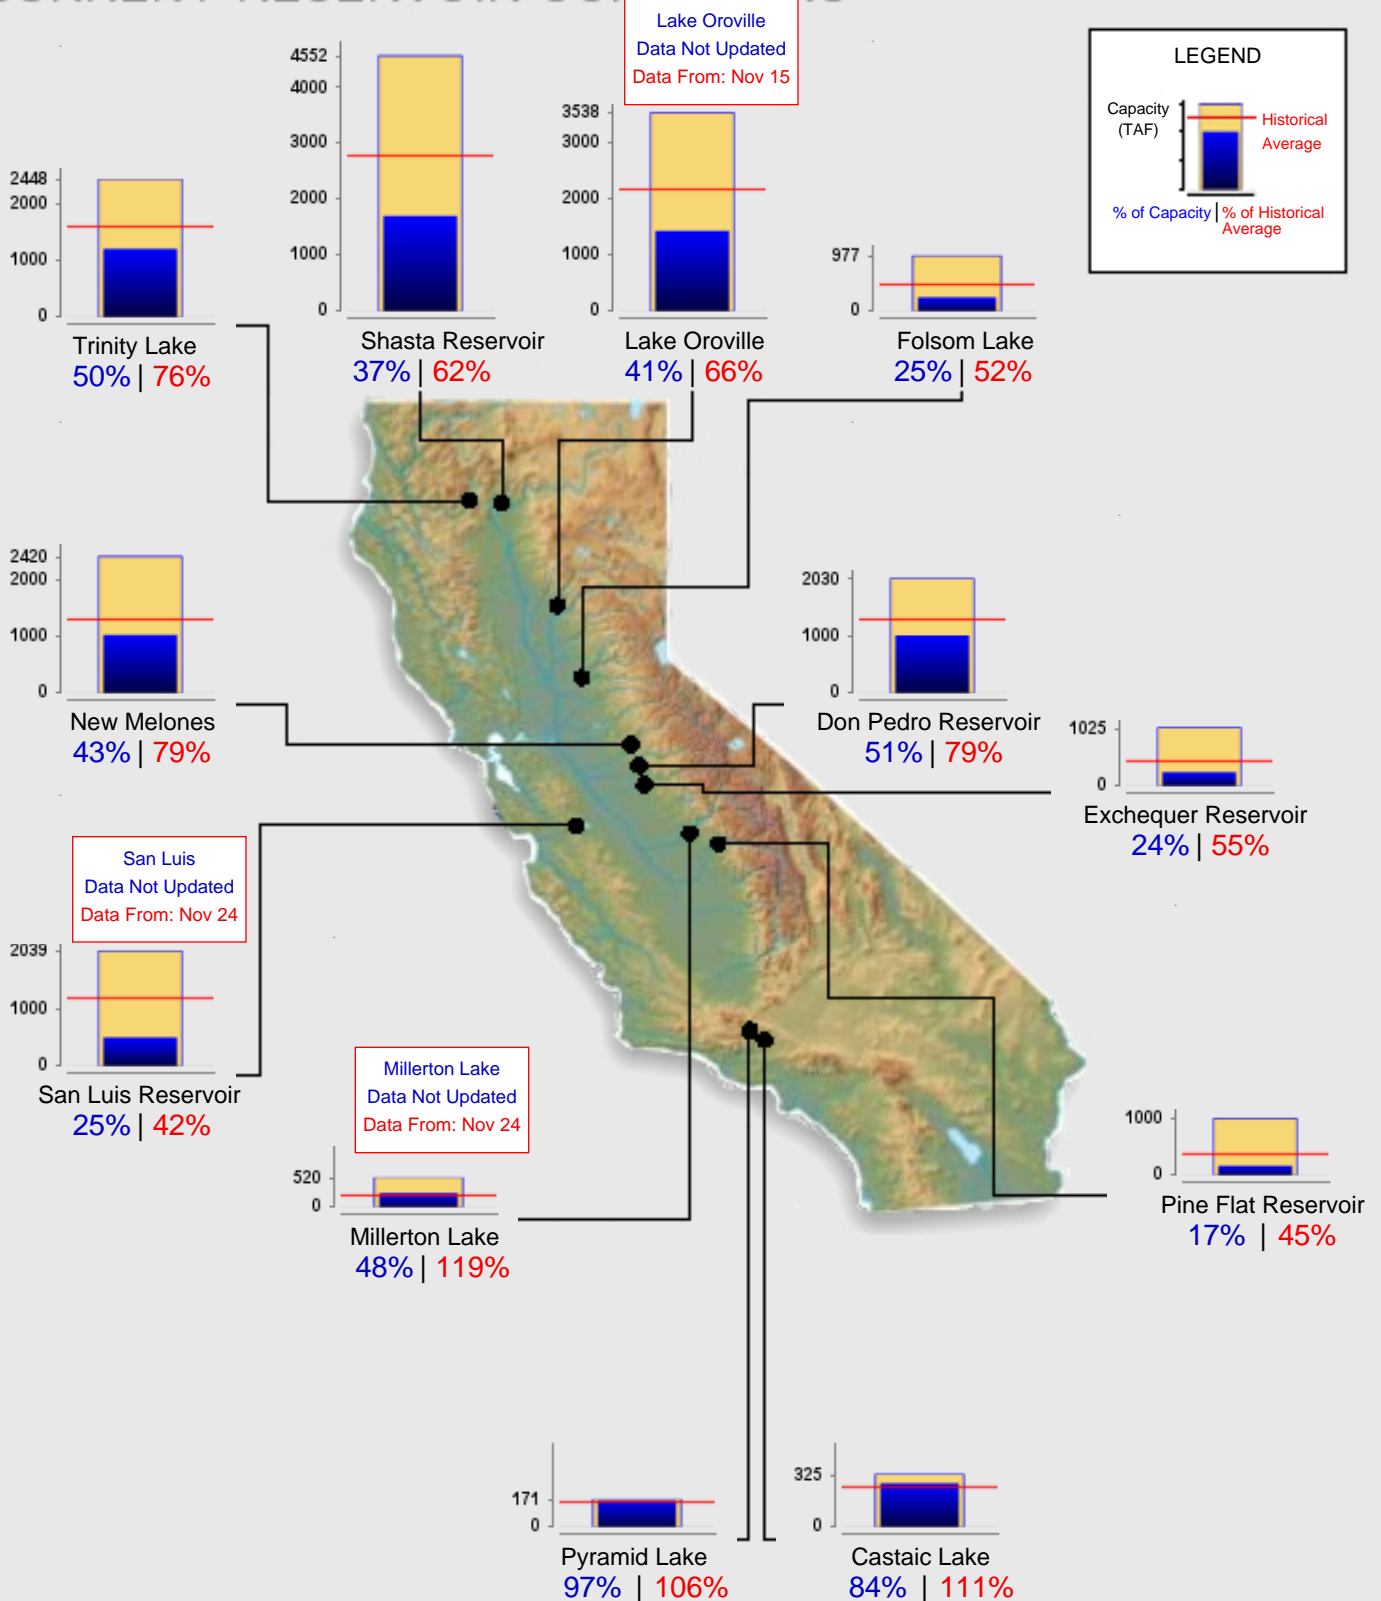 Lake Oroville
Data Not Updated
Data From: Nov 15
LEGEND
Capacity
(TAF)
Historical
Average
% of Capacity | % of Historical
Average
4552
4000
3000
2000
1000
0
Shasta Reservoir
37% | 62%
3538
3000
2000
1000
0
Lake Oroville
41% | 66%
2448
2000
1000
0
Trinity Lake
50% | 76%
977
0
Folsom Lake
25% | 52%
2420
2000
1000
0
New Melones
43% | 79%
2030
1000
0
Don Pedro Reservoir
51% | 79%
1025
0
Exchequer Reservoir
24% | 55%
San Luis
Data Not Updated
Data From: Nov 24
2039
1000
0
San Luis Reservoir
25% | 42%
Millerton Lake
Data Not Updated
Data From: Nov 24
520
0
Millerton Lake
48% | 119%
1000
0
Pine Flat Reservoir
17% | 45%
171
0
Pyramid Lake
97% | 106%
325
0
Castaic Lake
84% | 111%